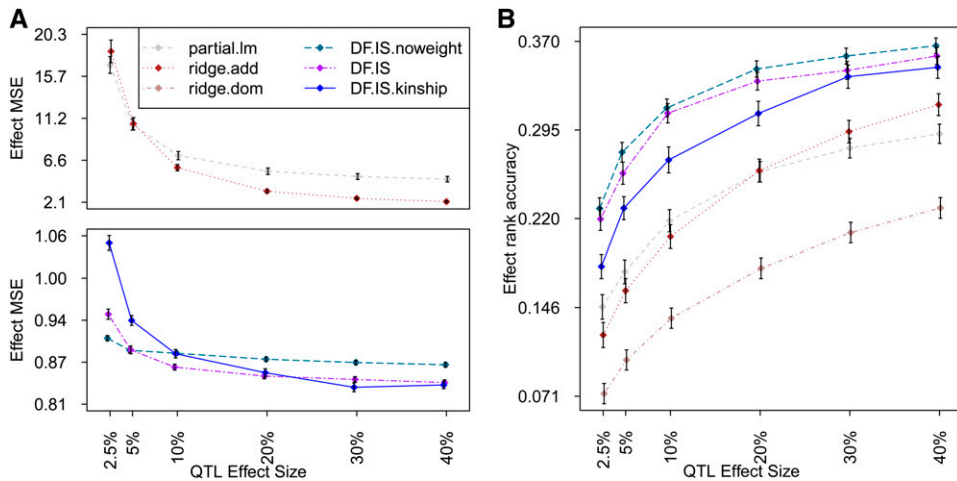 A
Effect MSE
20.3
15.7
11.2
6.6
2.1
partial.lm
ridge.add
ridge.dom
DF.IS.noweight
DF.IS
DF.IS.kinship
Effect MSE
1.06
1.00
0.94
0.87
0.81
2.5%
5%
10%
20%
30%
40%
QTL Effect Size
B
Effect rank accuracy
0.370
0.295
0.220
0.146
0.071
2.5%
5%
10%
20%
30%
40%
QTL Effect Size